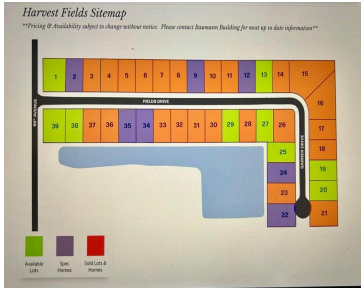 Harvest Fields Sitemap
**Pricing & Availability subject to change without notice. Please contact Baumann Building for most up to date information**
1 2 3 4 5 6 7 8 9 10 11 12 13 14 15
16
FIELDS DRIVE
39 38 37 36 35 34 33 32 31 30 29 28 27 26
17
18
25
19
24
20
23
21
22
Available
Lots
Spec
Homes
Sold Lots &
Homes